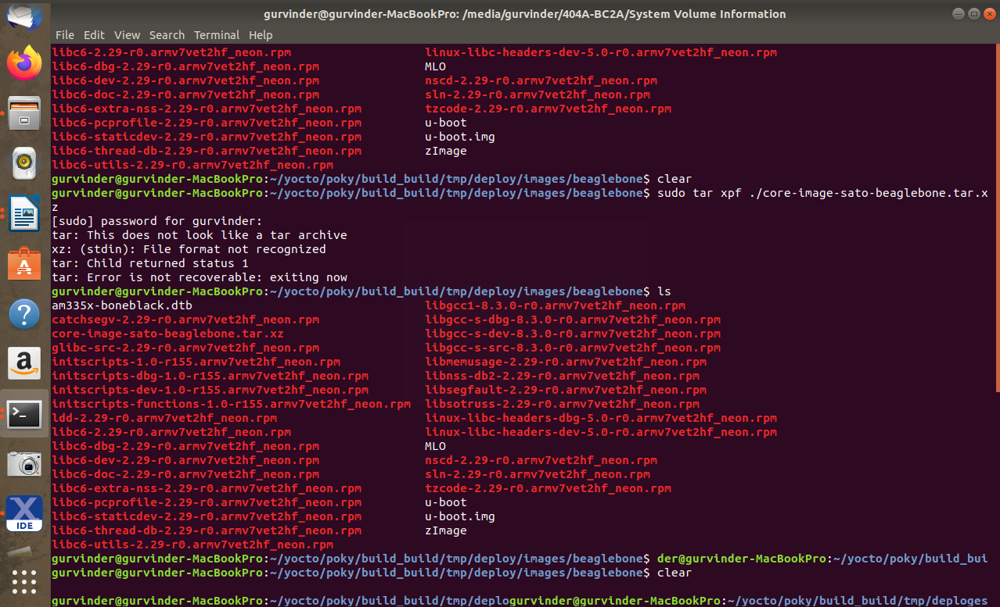 gurvinder@gurvinder-MacBookPro: /media/gurvinder/404A-BC2A/System Volume Information
File Edit View Search Terminal Help
libc6-2.29-r0.armv7vet2hf_neon.rpm linux-libc-headers-dev-5.0-r0.armv7vet2hf_neon.rpm
libc6-dbg-2.29-r0.armv7vet2hf_neon.rpm MLO
libc6-dev-2.29-r0.armv7vet2hf_neon.rpm nscd-2.29-r0.armv7vet2hf_neon.rpm
libc6-doc-2.29-r0.armv7vet2hf_neon.rpm sln-2.29-r0.armv7vet2hf_neon.rpm
libc6-extra-nss-2.29-r0.armv7vet2hf_neon.rpm tzcode-2.29-r0.armv7vet2hf_neon.rpm
libc6-pcprofile-2.29-r0.armv7vet2hf_neon.rpm u-boot
libc6-staticdev-2.29-r0.armv7vet2hf_neon.rpm u-boot.img
libc6-thread-db-2.29-r0.armv7vet2hf_neon.rpm zImage
libc6-utils-2.29-r0.armv7vet2hf_neon.rpm
gurvinder@gurvinder-MacBookPro:~/yocto/poky/build_build/tmp/deploy/images/beaglebone$ clear
gurvinder@gurvinder-MacBookPro:~/yocto/poky/build_build/tmp/deploy/images/beaglebone$ sudo tar xpf ./core-image-sato-beaglebone.tar.x
z
[sudo] password for gurvinder:
tar: This does not look like a tar archive
xz: (stdin): File format not recognized
tar: Child returned status 1
tar: Error is not recoverable: exiting now
gurvinder@gurvinder-MacBookPro:~/yocto/poky/build_build/tmp/deploy/images/beaglebone$ ls
am335x-boneblack.dtb libgcc1-8.3.0-r0.armv7vet2hf_neon.rpm
catchsegv-2.29-r0.armv7vet2hf_neon.rpm libgcc-s-dbg-8.3.0-r0.armv7vet2hf_neon.rpm
core-image-sato-beaglebone.tar.xz libgcc-s-dev-8.3.0-r0.armv7vet2hf_neon.rpm
glibc-src-2.29-r0.armv7vet2hf_neon.rpm libgcc-s-src-8.3.0-r0.armv7vet2hf_neon.rpm
initscripts-1.0-r155.armv7vet2hf_neon.rpm libmemusage-2.29-r0.armv7vet2hf_neon.rpm
initscripts-dbg-1.0-r155.armv7vet2hf_neon.rpm libnss-db2-2.29-r0.armv7vet2hf_neon.rpm
initscripts-dev-1.0-r155.armv7vet2hf_neon.rpm libsegfault-2.29-r0.armv7vet2hf_neon.rpm
initscripts-functions-1.0-r155.armv7vet2hf_neon.rpm libsotruss-2.29-r0.armv7vet2hf_neon.rpm
ldd-2.29-r0.armv7vet2hf_neon.rpm linux-libc-headers-dbg-5.0-r0.armv7vet2hf_neon.rpm
libc6-2.29-r0.armv7vet2hf_neon.rpm linux-libc-headers-dev-5.0-r0.armv7vet2hf_neon.rpm
libc6-dbg-2.29-r0.armv7vet2hf_neon.rpm MLO
libc6-dev-2.29-r0.armv7vet2hf_neon.rpm nscd-2.29-r0.armv7vet2hf_neon.rpm
libc6-doc-2.29-r0.armv7vet2hf_neon.rpm sln-2.29-r0.armv7vet2hf_neon.rpm
libc6-extra-nss-2.29-r0.armv7vet2hf_neon.rpm tzcode-2.29-r0.armv7vet2hf_neon.rpm
libc6-pcprofile-2.29-r0.armv7vet2hf_neon.rpm u-boot
libc6-staticdev-2.29-r0.armv7vet2hf_neon.rpm u-boot.img
libc6-thread-db-2.29-r0.armv7vet2hf_neon.rpm zImage
libc6-utils-2.29-r0.armv7vet2hf_neon.rpm
gurvinder@gurvinder-MacBookPro:~/yocto/poky/build_build/tmp/deploy/images/beaglebone$ der@gurvinder-MacBookPro:~/yocto/poky/build_bui
gurvinder@gurvinder-MacBookPro:~/yocto/poky/build_build/tmp/deploy/images/beaglebone$ clear
gurvinder@gurvinder-MacBookPro:~/yocto/poky/build_build/tmp/deplogurvinder@gurvinder-MacBookPro:~/yocto/poky/build_build/tmp/deploges
IDE